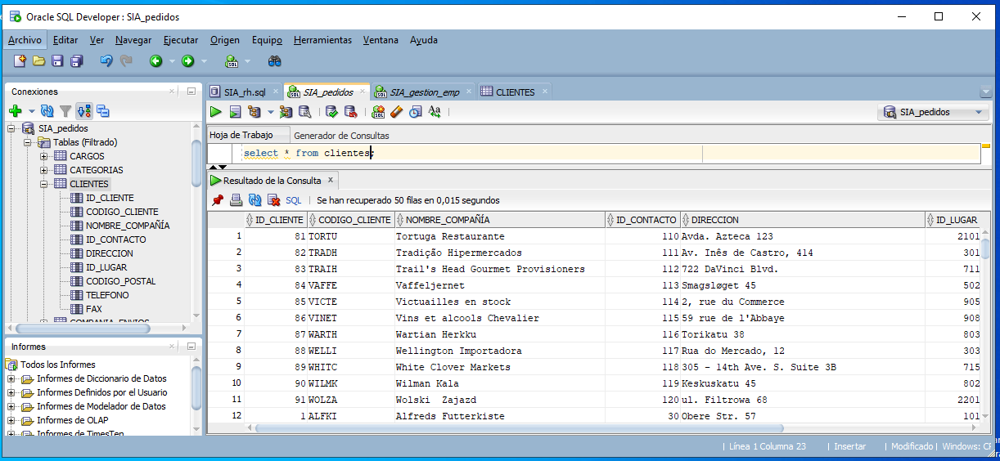 Oracle SQL Developer : SIA_pedidos
Archivo Editar Ver Navegar Ejecutar Origen Equipo Herramientas Ventana Ayuda
Conexiones
SIA_pedidos
Tablas (Filtrado)
CARGOS
CATEGORIAS
CLIENTES
ID_CLIENTE
CODIGO_CLIENTE
NOMBRE_COMPAÑÍA
ID_CONTACTO
DIRECCION
ID_LUGAR
CODIGO_POSTAL
TELEFONO
FAX
COMPANIA_ENVIOS
Informes
Todos los Informes
Informes de Diccionario de Datos
Informes Definidos por el Usuario
Informes de Modelador de Datos
Informes de OLAP
Informes de TimesTen
SIA_rh.sql SIA_pedidos SIA_gestion_emp CLIENTES
SIA_pedidos
Hoja de Trabajo Generador de Consultas
select * from clientes;
Resultado de la Consulta
SQL Se han recuperado 50 filas en 0,015 segundos
ID_CLIENTE CODIGO_CLIENTE NOMBRE_COMPAÑÍA ID_CONTACTO DIRECCION ID_LUGAR
1 81 TORTU Tortuga Restaurante 110 Avda. Azteca 123 2101
2 82 TRADH Tradição Hipermercados 111 Av. Inês de Castro, 414 301
3 83 TRAIH Trail's Head Gourmet Provisioners 112 722 DaVinci Blvd. 711
4 84 VAFFE Vaffeljernet 113 Smagsløget 45 502
5 85 VICTE Victuailles en stock 114 2, rue du Commerce 905
6 86 VINET Vins et alcools Chevalier 115 59 rue de l'Abbaye 908
7 87 WARTH Wartian Herkku 116 Torikatu 38 803
8 88 WELLI Wellington Importadora 117 Rua do Mercado, 12 303
9 89 WHITC White Clover Markets 118 305 - 14th Ave. S. Suite 3B 715
10 90 WILMK Wilman Kala 119 Keskuskatu 45 802
11 91 WOLZA Wolski  Zajazd 120 ul. Filtrowa 68 2201
12 1 ALFKI Alfreds Futterkiste 30 Obere Str. 57 101
Línea 1 Columna 23 Insertar Modificado Windows: